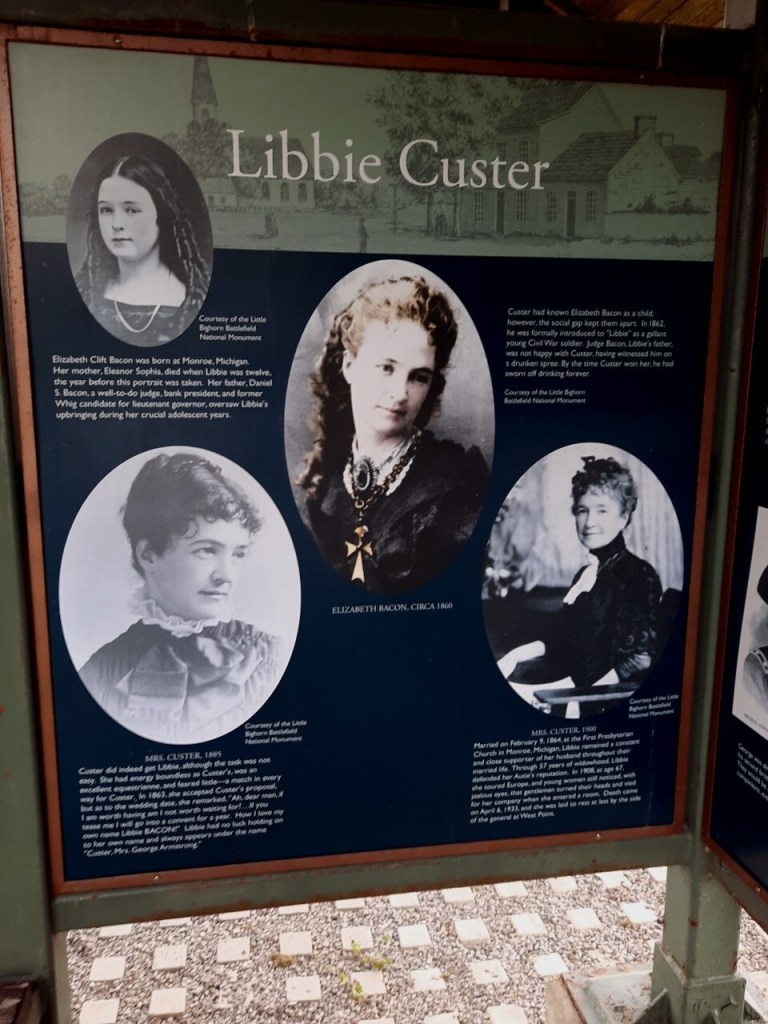 Libbie Custer
Courtesy of the Little
Bighorn Battlefield
National Monument
Elizabeth Clift Bacon was born at Monroe, Michigan.
Her mother, Eleanor Sophia, died when Libbie was twelve,
the year before this portrait was taken. Her father, Daniel
S. Bacon, a well-to-do judge, bank president, and former
Whig candidate for lieutenant governor, oversaw Libbie's
upbringing during her crucial adolescent years.
Custer had known Elizabeth Bacon as a child;
however, the social gap kept them apart. In 1862,
he was formally introduced to "Libbie" as a gallant
young Civil War soldier. Judge Bacon, Libbie's father,
was not happy with Custer, having witnessed him on
a drunken spree. By the time Custer won her, he had
sworn off drinking forever.
Courtesy of the Little Bighorn
Battlefield National Monument
ELIZABETH BACON, CIRCA 1860
Courtesy of the Little
Bighorn Battlefield
National Monument
MRS. CUSTER, 1885
Custer did indeed get Libbie, although the task was not
easy. She had energy boundless as Custer's, was an
excellent equestrienne, and feared little—a match in every
way for Custer. In 1863, she accepted Custer's proposal,
but as to the wedding date, she remarked, "Ah, dear man, if
I am worth having am I not worth waiting for?....If you
tease me I will go into a convent for a year. How I love my
own name Libbie BACON!" Libbie had no luck holding on
to her own name and always appears under the name
"Custer, Mrs. George Armstrong."
Courtesy of the Little
Bighorn Battlefield
National Monument
MRS. CUSTER, 1900
Married on February 9, 1864, at the First Presbyterian
Church in Monroe, Michigan, Libbie remained a constant
and close supporter of her husband throughout their
married life. Through 57 years of widowhood, Libbie
defended her Autie's reputation. In 1908, at age 67,
she toured Europe, and young women still noticed, with
jealous eyes, that gentlemen turned their heads and vied
for her company when she entered a room. Death came
on April 6, 1933, and she was laid to rest at last by the side
of the general at West Point.